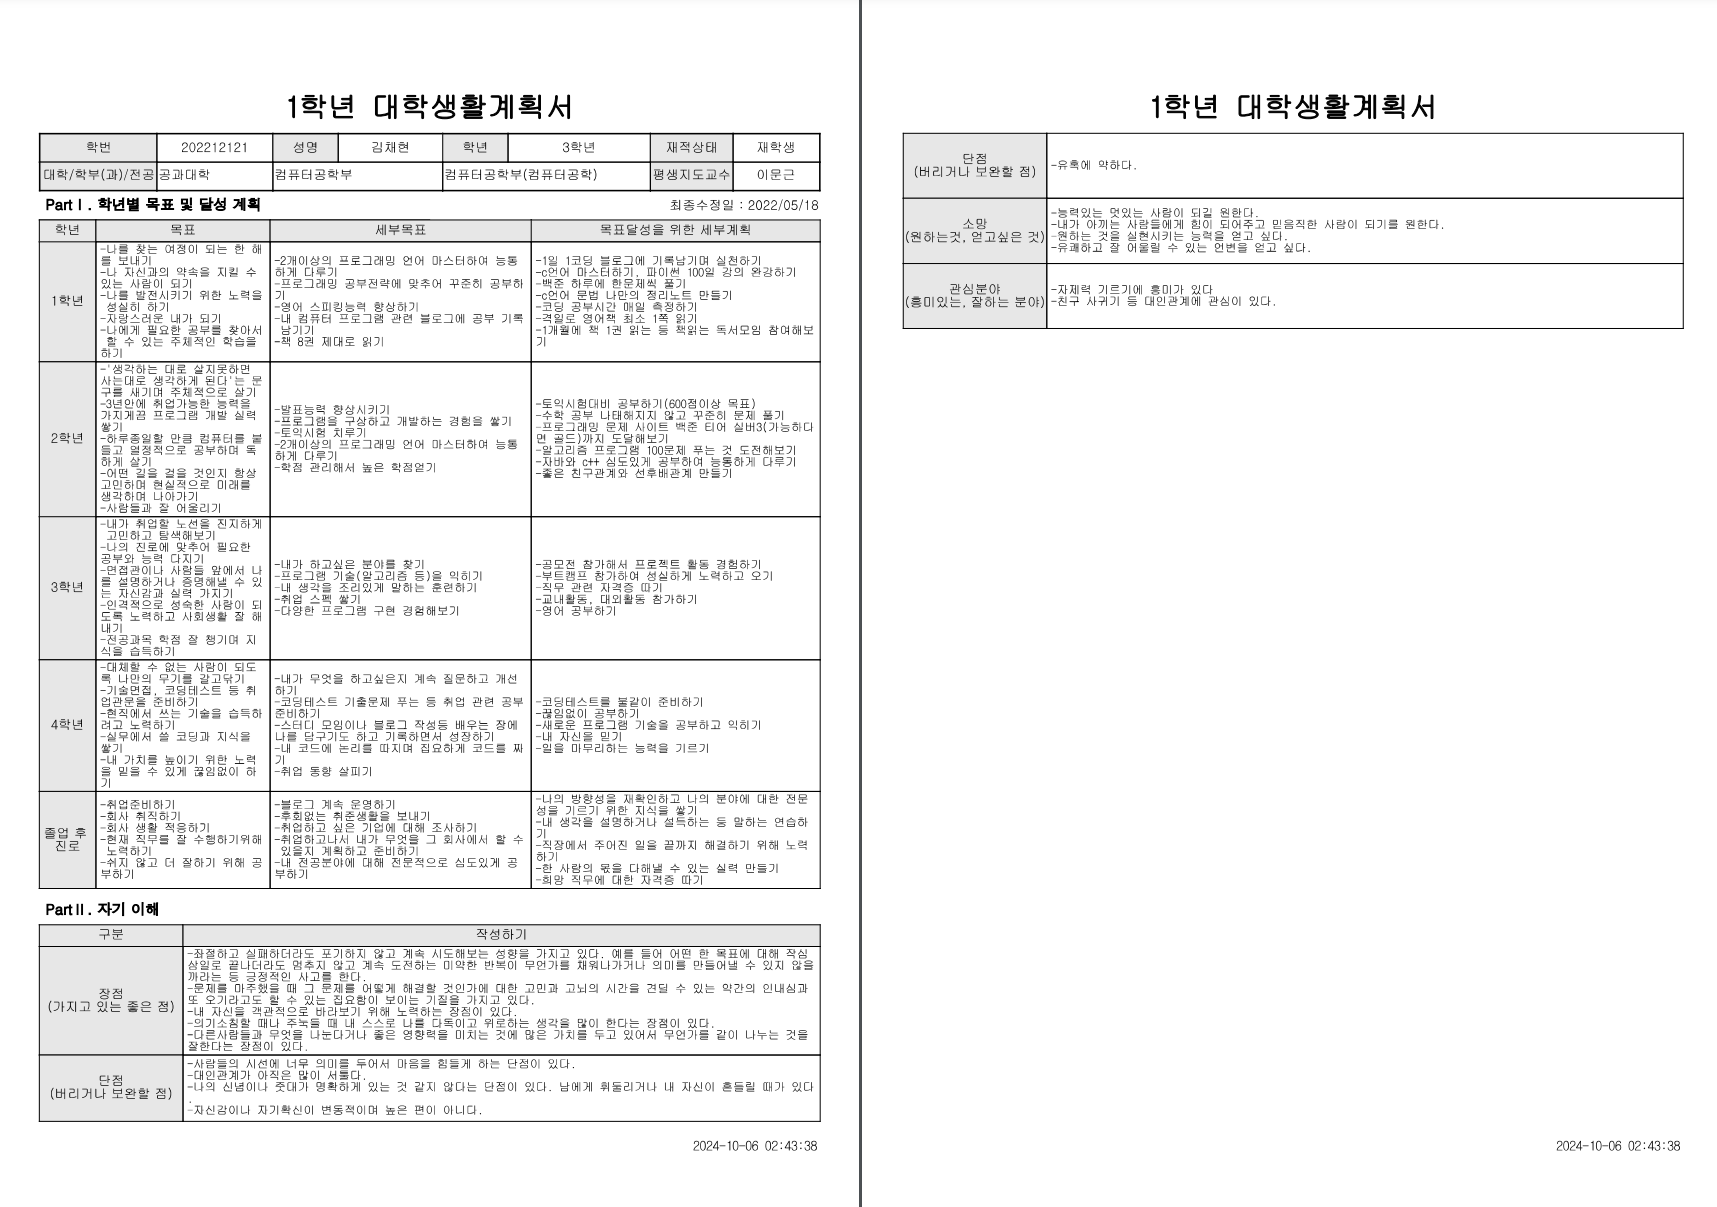 1학년 대학생활계획서
학번 202212121 성명 김채현 학년 3학년 재적상태 재학생
대학/학부(과)/전공 공과대학 컴퓨터공학부 컴퓨터공학부(컴퓨터공학) 평생지도교수 이문근
Part I . 학년별 목표 및 달성 계획
최종수정일 : 2022/05/18
학년 목표 세부목표 목표달성을 위한 세부계획
1학년
-나를 찾는 여정이 되는 한 해
를 보내기
-나 자신과의 약속을 지킬 수
있는 사람이 되기
-나를 발전시키기 위한 노력을
성실히 하기
-자랑스러운 내가 되기
-나에게 필요한 공부를 찾아서
할 수 있는 주체적인 학습을
하기
-2개이상의 프로그래밍 언어 마스터하여 능통
하게 다루기
-프로그래밍 공부전략에 맞추어 꾸준히 공부하
기
-영어 스피킹능력 향상하기
-내 컴퓨터 프로그램 관련 블로그에 공부 기록
남기기
-책 8권 제대로 읽기
-1일 1코딩 블로그에 기록남기며 실천하기
-c언어 마스터하기, 파이썬 100일 강의 완강하기
-백준 하루에 한문제씩 풀기
-c언어 문법 나만의 정리노트 만들기
-코딩 공부시간 매일 측정하기
-격일로 영어책 최소 1쪽 읽기
-1개월에 책 1권 읽는 등 책읽는 독서모임 참여해보
기
2학년
-'생각하는 대로 살지못하면
사는대로 생각하게 된다'는 문
구를 새기며 주체적으로 살기
-3년안에 취업가능한 능력을
가지게끔 프로그램 개발 실력
쌓기
-하루종일할 만큼 컴퓨터를 붙
들고 열정적으로 공부하며 독
하게 살기
-어떤 길을 걸을 것인지 항상
고민하며 현실적으로 미래를
생각하며 나아가기
-사람들과 잘 어울리기
-발표능력 향상시키기
-프로그램을 구상하고 개발하는 경험을 쌓기
-토익시험 치루기
-2개이상의 프로그래밍 언어 마스터하여 능통
하게 다루기
-학점 관리해서 높은 학점얻기
-토익시험대비 공부하기(600점이상 목표)
-수학 공부 나태해지지 않고 꾸준히 문제 풀기
-프로그래밍 문제 사이트 백준 티어 실버3(가능하다
면 골드)까지 도달해보기
-알고리즘 프로그램 100문제 푸는 것 도전해보기
-자바와 c++ 심도있게 공부하여 능통하게 다루기
-좋은 친구관계와 선후배관계 만들기
3학년
-내가 취업할 노선을 진지하게
고민하고 탐색해보기
-나의 진로에 맞추어 필요한
공부와 능력 다지기
-면접관이나 사람들 앞에서 나
를 설명하거나 증명해낼 수 있
는 자신감과 실력 가지기
-인격적으로 성숙한 사람이 되
도록 노력하고 사회생활 잘 해
내기
-전공과목 학점 잘 챙기며 지
식을 습득하기
-내가 하고싶은 분야를 찾기
-프로그램 기술(알고리즘 등)을 익히기
-내 생각을 조리있게 말하는 훈련하기
-취업 스펙 쌓기
-다양한 프로그램 구현 경험해보기
-공모전 참가해서 프로젝트 활동 경험하기
-부트캠프 참가하여 성실하게 노력하고 오기
-직무 관련 자격증 따기
-교내활동, 대외활동 참가하기
-영어 공부하기
4학년
-대체할 수 없는 사람이 되도
록 나만의 무기를 갈고닦기
-기술면접, 코딩테스트 등 취
업관문을 준비하기
-현직에서 쓰는 기술을 습득하
려고 노력하기
-실무에서 쓸 코딩과 지식을
쌓기
-내 가치를 높이기 위한 노력
을 믿을 수 있게 끊임없이 하
기
-내가 무엇을 하고싶은지 계속 질문하고 개선
하기
-코딩테스트 기출문제 푸는 등 취업 관련 공부
준비하기
-스터디 모임이나 블로그 작성등 배우는 장에
나를 담구기도 하고 기록하면서 성장하기
-내 코드에 논리를 따지며 집요하게 코드를 짜
기
-취업 동향 살피기
-코딩테스트를 불같이 준비하기
-끊임없이 공부하기
-새로운 프로그램 기술을 공부하고 익히기
-내 자신을 믿기
-일을 마무리하는 능력을 기르기
졸업 후
진로
-취업준비하기
-회사 취직하기
-회사 생활 적응하기
-현재 직무를 잘 수행하기위해
노력하기
-쉬지 않고 더 잘하기 위해 공
부하기
-블로그 계속 운영하기
-후회없는 취준생활을 보내기
-취업하고 싶은 기업에 대해 조사하기
-취업하고나서 내가 무엇을 그 회사에서 할 수
있을지 계획하고 준비하기
-내 전공분야에 대해 전문적으로 심도있게 공
부하기
-나의 방향성을 재확인하고 나의 분야에 대한 전문
성을 기르기 위한 지식을 쌓기
-내 생각을 설명하거나 설득하는 등 말하는 연습하
기
-직장에서 주어진 일을 끝까지 해결하기 위해 노력
하기
-한 사람의 몫을 다해낼 수 있는 실력 만들기
-희망 직무에 대한 자격증 따기
Part II . 자기 이해
구분 작성하기
장점
(가지고 있는 좋은 점)
-좌절하고 실패하더라도 포기하지 않고 계속 시도해보는 성향을 가지고 있다. 예를 들어 어떤 한 목표에 대해 작심
삼일로 끝나더라도 멈추지 않고 계속 도전하는 미약한 반복이 무언가를 채워나가거나 의미를 만들어낼 수 있지 않을
까라는 등 긍정적인 사고를 한다.
-문제를 마주했을 때 그 문제를 어떻게 해결할 것인가에 대한 고민과 고뇌의 시간을 견딜 수 있는 약간의 인내심과
또 오기라고도 할 수 있는 집요함이 보이는 기질을 가지고 있다.
-내 자신을 객관적으로 바라보기 위해 노력하는 장점이 있다.
-의기소침할 때나 주눅들 때 내 스스로 나를 다독이고 위로하는 생각을 많이 한다는 장점이 있다.
-다른사람들과 무엇을 나눈다거나 좋은 영향력을 미치는 것에 많은 가치를 두고 있어서 무언가를 같이 나누는 것을
잘한다는 장점이 있다.
단점
(버리거나 보완할 점)
-사람들의 시선에 너무 의미를 두어서 마음을 힘들게 하는 단점이 있다.
-대인관계가 아직은 많이 서툴다.
-나의 신념이나 줏대가 명확하게 있는 것 같지 않다는 단점이 있다. 남에게 휘둘리거나 내 자신이 흔들릴 때가 있다
.
-자신감이나 자기확신이 변동적이며 높은 편이 아니다.
2024-10-06 02:43:38
1학년 대학생활계획서
단점
(버리거나 보완할 점)
-유혹에 약하다.
소망
(원하는것, 얻고싶은 것)
-능력있는 멋있는 사람이 되길 원한다.
-내가 아끼는 사람들에게 힘이 되어주고 믿음직한 사람이 되기를 원한다.
-원하는 것을 실현시키는 능력을 얻고 싶다.
-유쾌하고 잘 어울릴 수 있는 언변을 얻고 싶다.
관심분야
(흥미있는, 잘하는 분야)
-자제력 기르기에 흥미가 있다
-친구 사귀기 등 대인관계에 관심이 있다.
2024-10-06 02:43:38